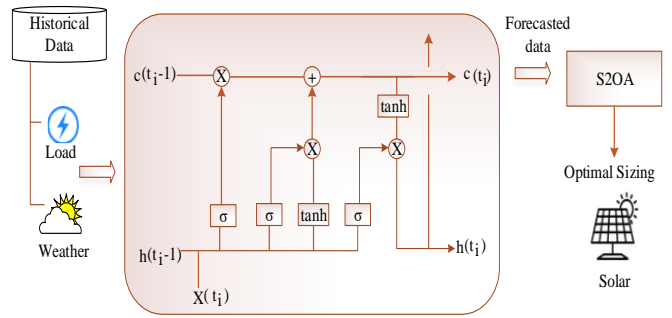 Historical
Data
Load
Weather
c(ti-1)
X
+
c(ti)
tanh
X
X
σ
σ
tanh
σ
h(ti-1)
h(ti)
X(ti)
Forecasted
data
S2OA
Optimal Sizing
Solar